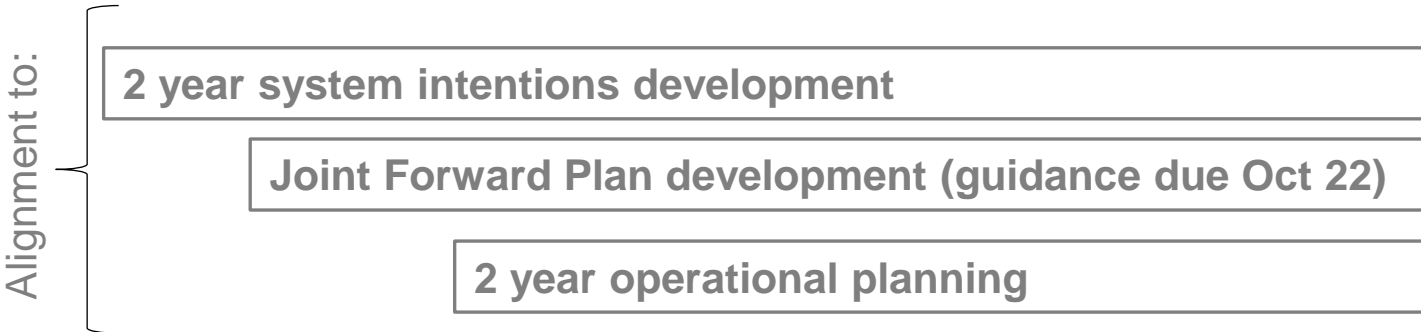 Alignment to:
2 year system intentions development
Joint Forward Plan development (guidance due Oct 22)
2 year operational planning